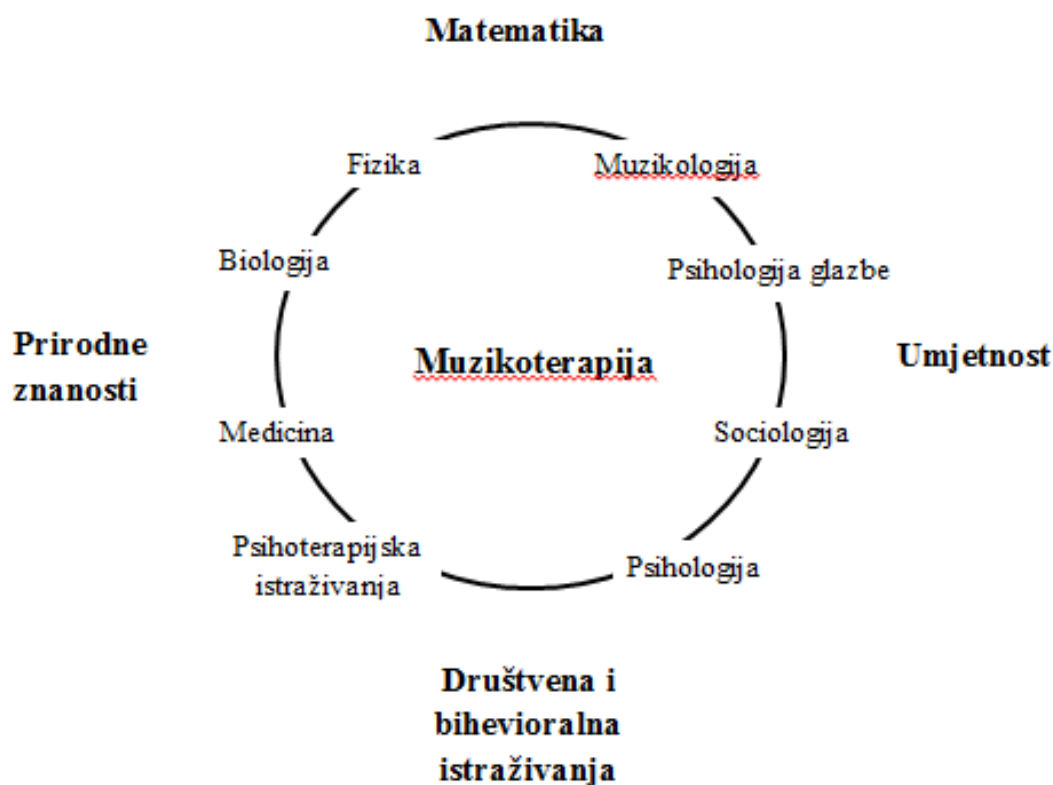 Matematika
Fizika
Muzikologija
Biologija
Psihologija glazbe
Prirodne
znanosti
Muzikoterapija
Umjetnost
Medicina
Sociologija
Psihoterapijska
istraživanja
Psihologija
Društvena i
bihevioralna
istraživanja